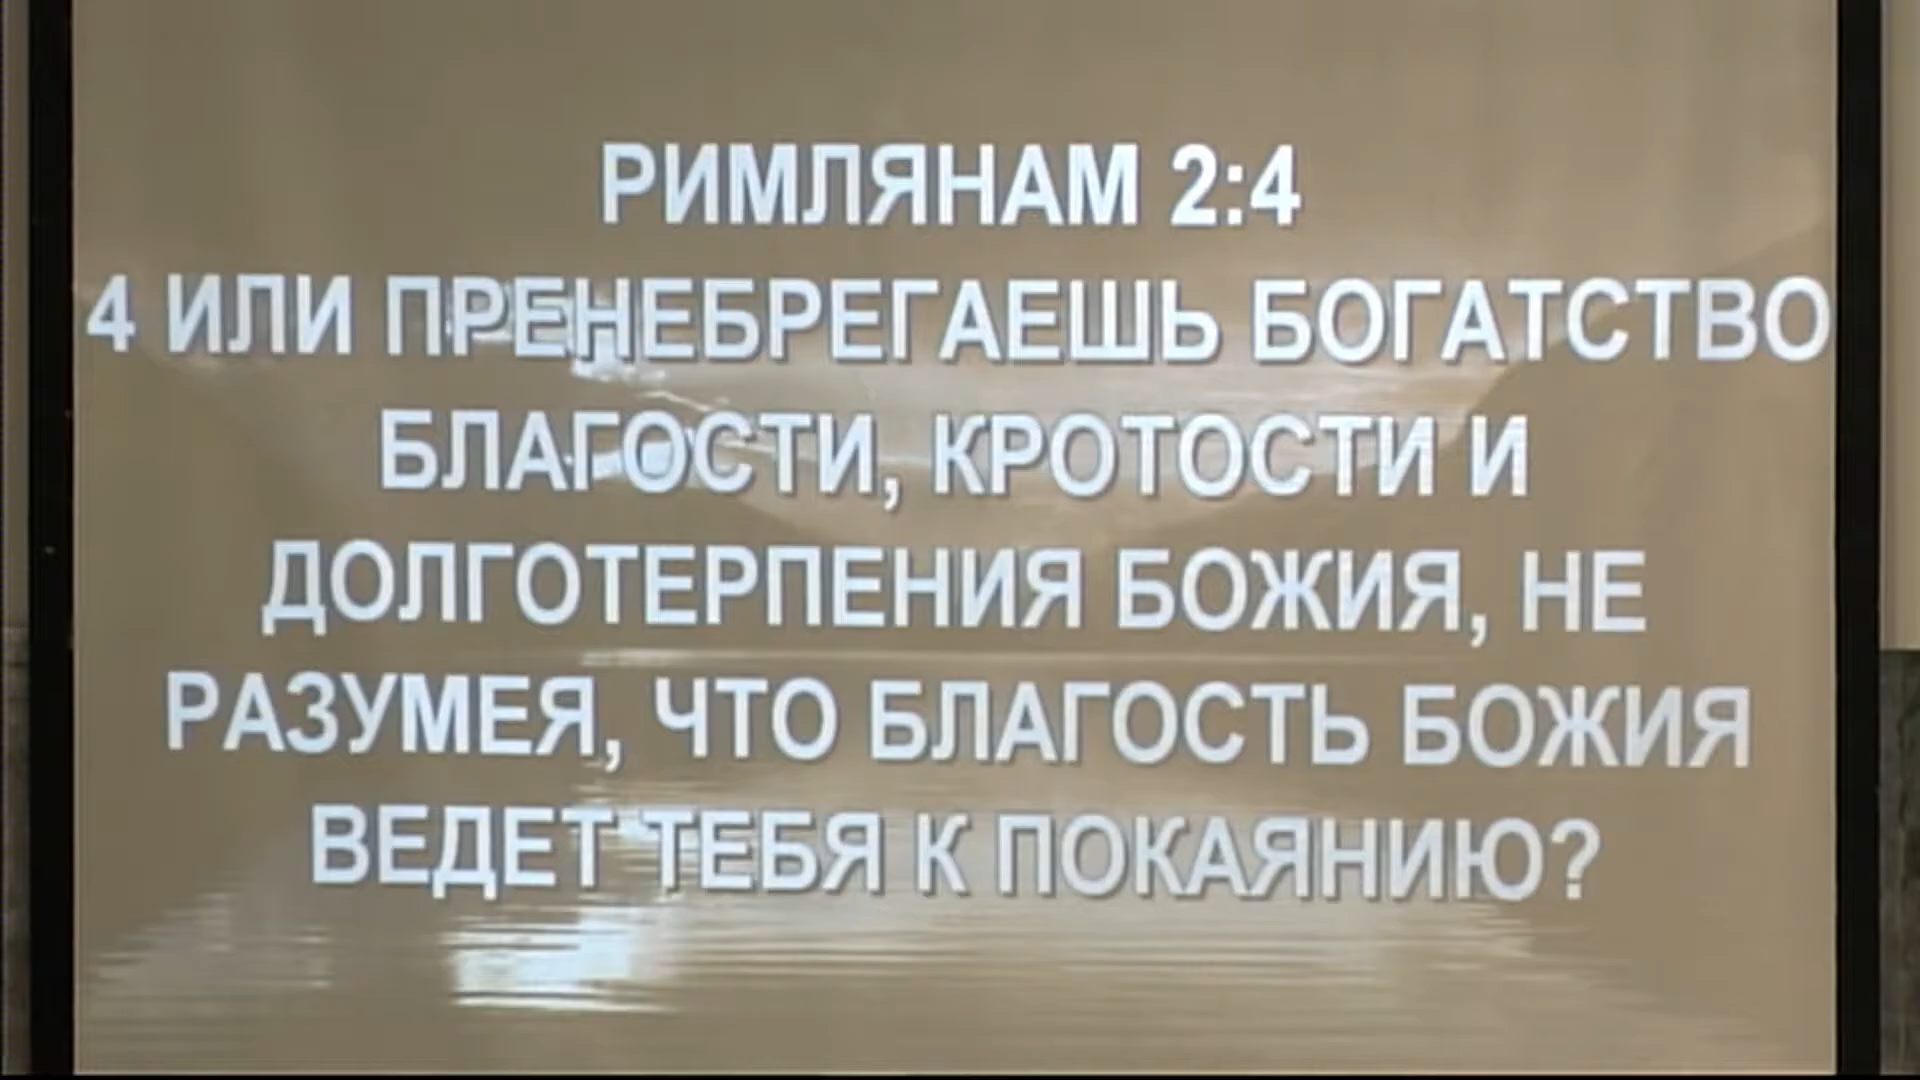 РИМЛЯНАМ 2:4
4 ИЛИ ПРЕНЕБРЕГАЕШЬ БОГАТСТВО
БЛАГОСТИ, КРОТОСТИ И
ДОЛГОТЕРПЕНИЯ БОЖИЯ, НЕ
РАЗУМЕЯ, ЧТО БЛАГОСТЬ БОЖИЯ
ВЕДЕТ ТЕБЯ К ПОКАЯНИЮ?